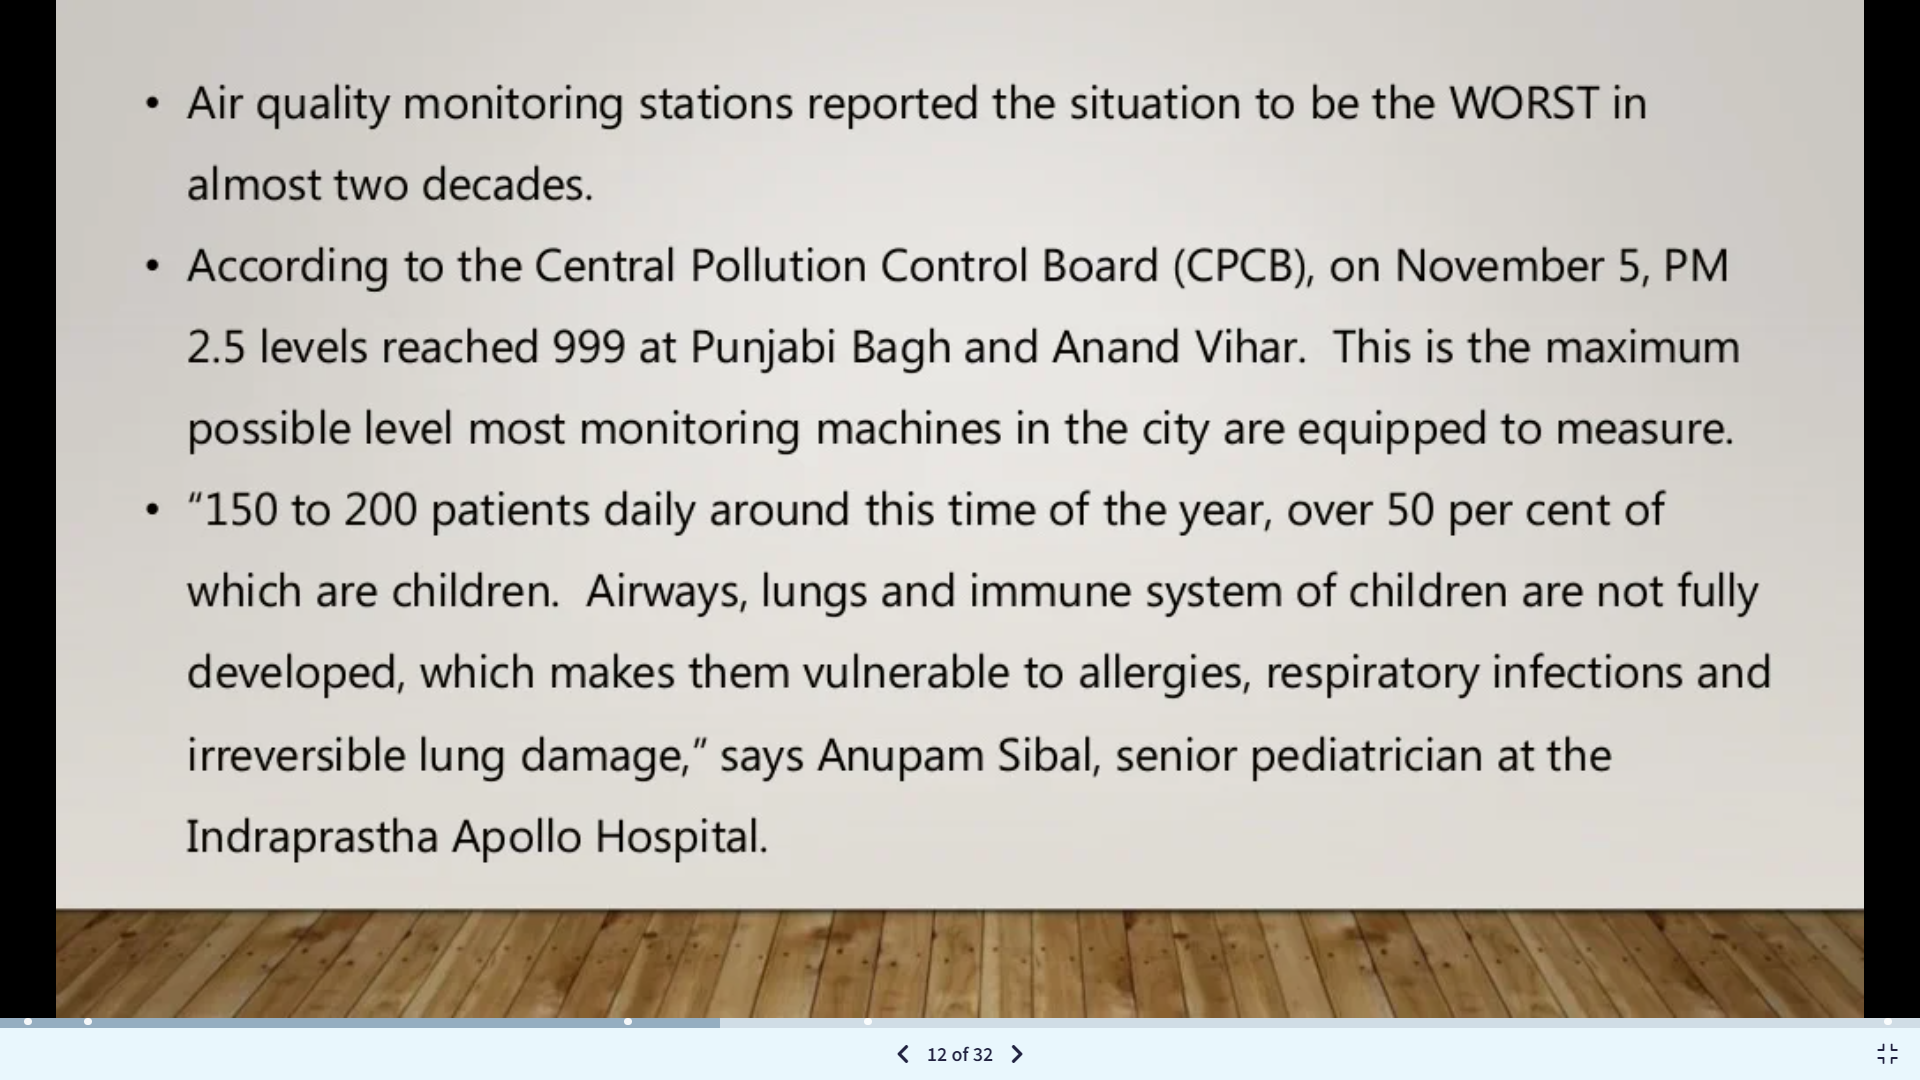 • Air quality monitoring stations reported the situation to be the WORST in
almost two decades.
• According to the Central Pollution Control Board (CPCB), on November 5, PM
2.5 levels reached 999 at Punjabi Bagh and Anand Vihar.  This is the maximum
possible level most monitoring machines in the city are equipped to measure.
• “150 to 200 patients daily around this time of the year, over 50 per cent of
which are children.  Airways, lungs and immune system of children are not fully
developed, which makes them vulnerable to allergies, respiratory infections and
irreversible lung damage,” says Anupam Sibal, senior pediatrician at the
Indraprastha Apollo Hospital.
12 of 32